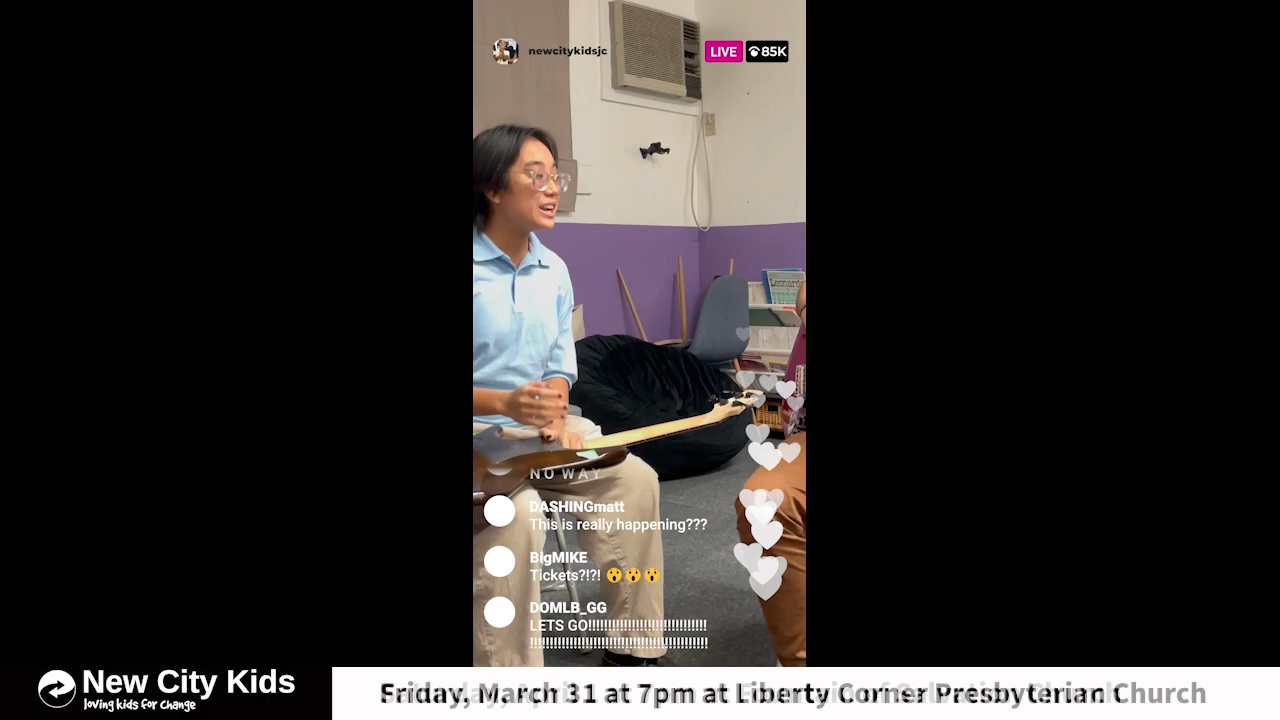 newcitykidsjc
LIVE
85K
Leonardo
NO WAY
DASHINGmatt
This is really happening???
BigMIKE
Tickets?!?! 😮😮😮
DOMLB_GG
LETS GO!!!!!!!!!!!!!!!!!!!!!!!!!!!!!!
!!!!!!!!!!!!!!!!!!!!!!!!!!!!!!!!!!!!!!!!!!!!!
New City Kids
loving kids for change
Friday, March 31 at 7pm at Liberty Corner Presbyterian Church